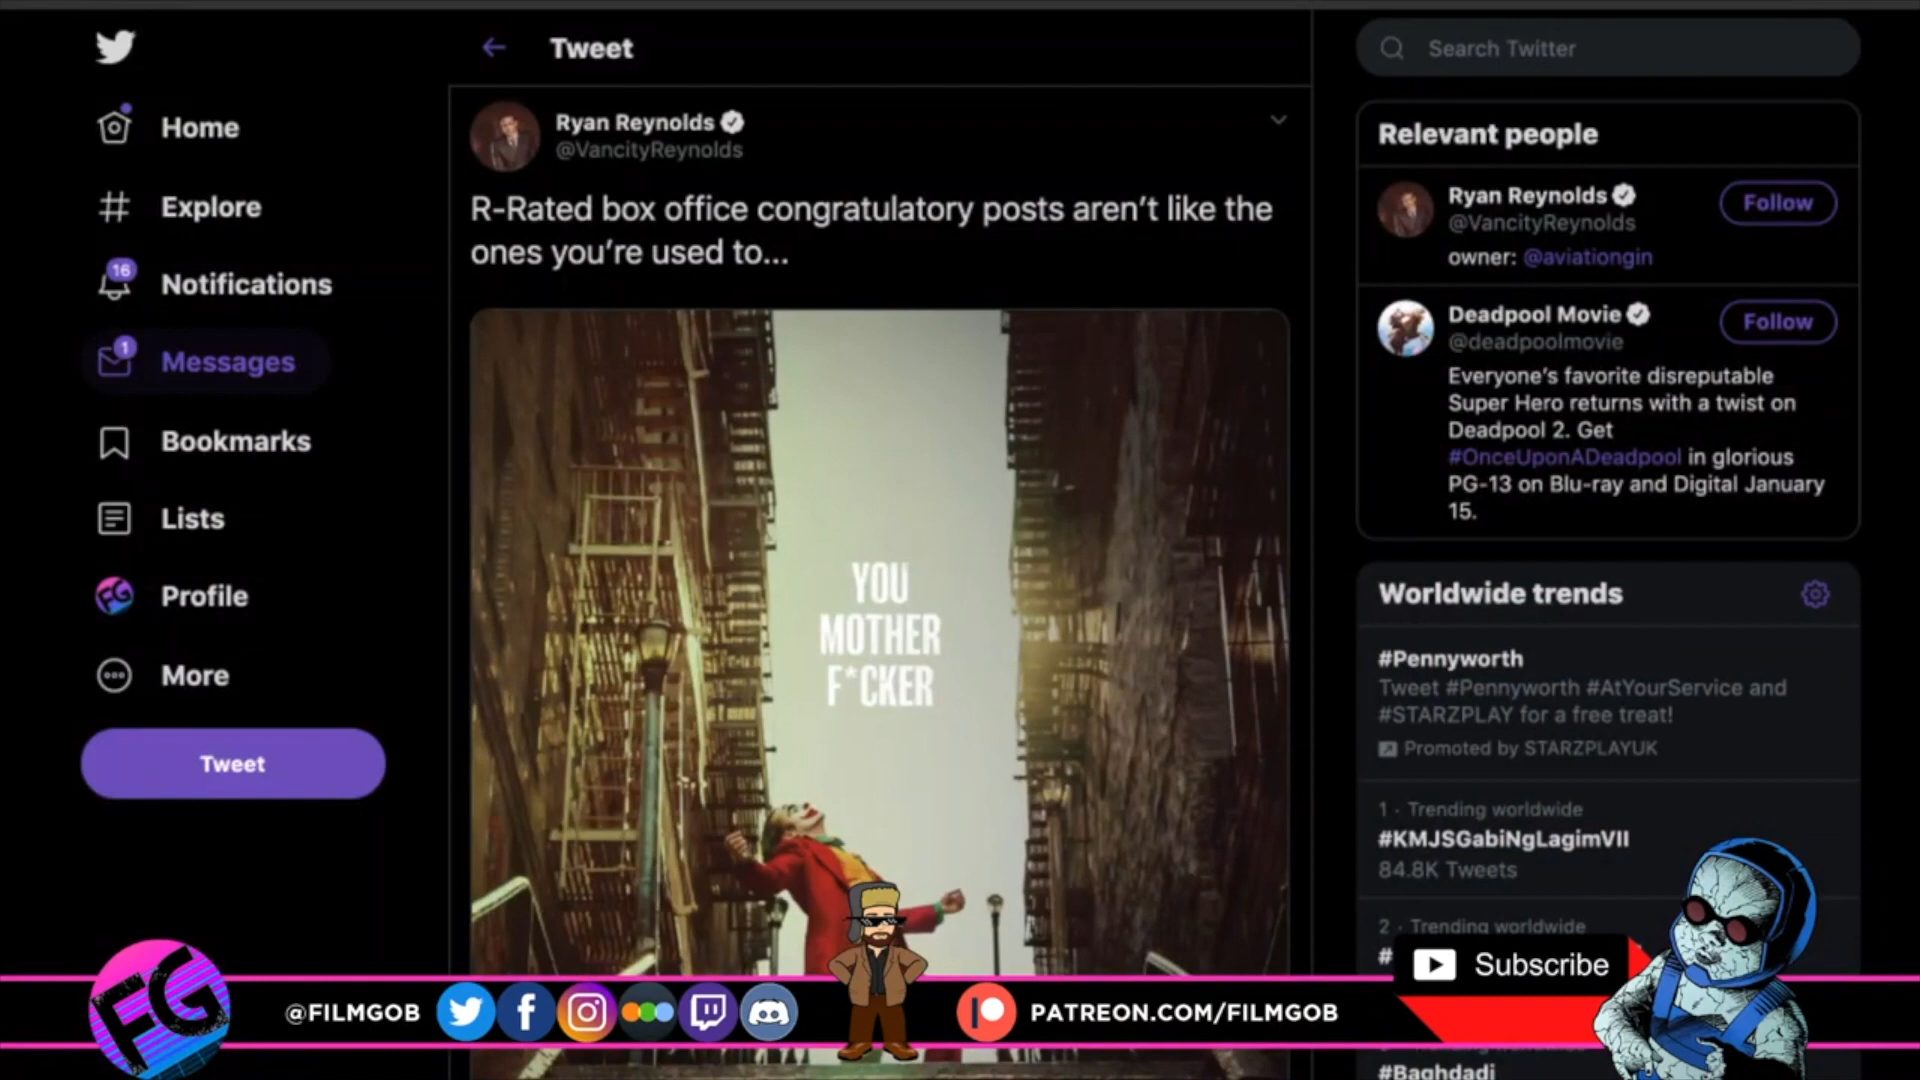 Tweet
Search Twitter
Home
Explore
16
Notifications
1
Messages
Bookmarks
Lists
Profile
More
Tweet
Ryan Reynolds
@VancityReynolds
R-Rated box office congratulatory posts aren’t like the
ones you’re used to...
YOU
MOTHER
F*CKER
Relevant people
Ryan Reynolds
@VancityReynolds
Follow
owner: @aviationgin
Deadpool Movie
@deadpoolmovie
Follow
Everyone’s favorite disreputable
Super Hero returns with a twist on
Deadpool 2. Get
#OnceUponADeadpool in glorious
PG-13 on Blu-ray and Digital January
15.
Worldwide trends
#Pennyworth
Tweet #Pennyworth #AtYourService and
#STARZPLAY for a free treat!
Promoted by STARZPLAYUK
1 · Trending worldwide
#KMJSGabiNgLagimVII
84.8K Tweets
2 · Trending worldwide
#
Subscribe
FG
@FILMGOB
PATREON.COM/FILMGOB
#Baghdadi